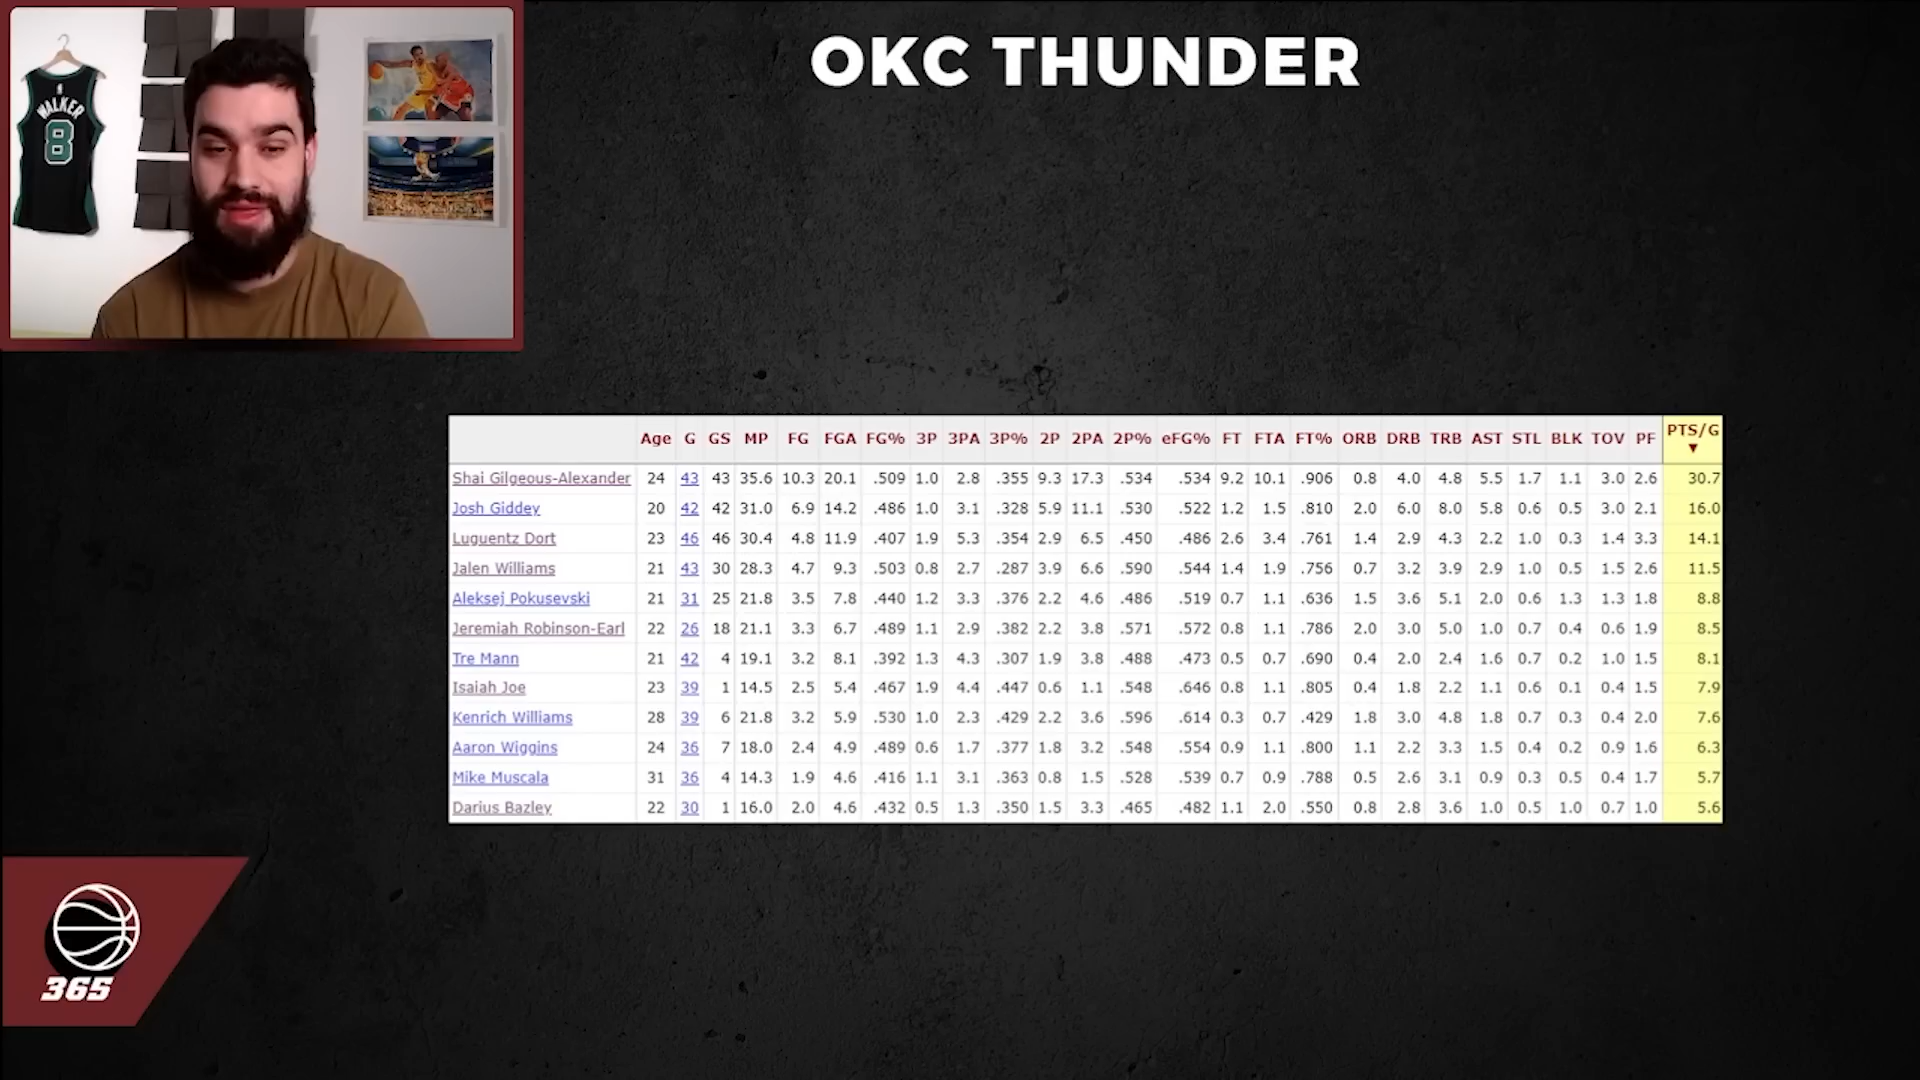 OKC THUNDER
WALKER
8
Age G GS MP FG FGA FG% 3P 3PA 3P% 2P 2PA 2P% eFG% FT FTA FT% ORB DRB TRB AST STL BLK TOV PF PTS/G ▼
Shai Gilgeous-Alexander 24 43 43 35.6 10.3 20.1 .509 1.0 2.8 .355 9.3 17.3 .534 .534 9.2 10.1 .906 0.8 4.0 4.8 5.5 1.7 1.1 3.0 2.6 30.7
Josh Giddey 20 42 42 31.0 6.9 14.2 .486 1.0 3.1 .328 5.9 11.1 .530 .522 1.2 1.5 .810 2.0 6.0 8.0 5.8 0.6 0.5 3.0 2.1 16.0
Luguentz Dort 23 46 46 30.4 4.8 11.9 .407 1.9 5.3 .354 2.9 6.5 .450 .486 2.6 3.4 .761 1.4 2.9 4.3 2.2 1.0 0.3 1.4 3.3 14.1
Jalen Williams 21 43 30 28.3 4.7 9.3 .503 0.8 2.7 .287 3.9 6.6 .590 .544 1.4 1.9 .756 0.7 3.2 3.9 2.9 1.0 0.5 1.5 2.6 11.5
Aleksej Pokusevski 21 31 25 21.8 3.5 7.8 .440 1.2 3.3 .376 2.2 4.6 .486 .519 0.7 1.1 .636 1.5 3.6 5.1 2.0 0.6 1.3 1.3 1.8 8.8
Jeremiah Robinson-Earl 22 26 18 21.1 3.3 6.7 .489 1.1 2.9 .382 2.2 3.8 .571 .572 0.8 1.1 .786 2.0 3.0 5.0 1.0 0.7 0.4 0.6 1.9 8.5
Tre Mann 21 42 4 19.1 3.2 8.1 .392 1.3 4.3 .307 1.9 3.8 .488 .473 0.5 0.7 .690 0.4 2.0 2.4 1.6 0.7 0.2 1.0 1.5 8.1
Isaiah Joe 23 39 1 14.5 2.5 5.4 .467 1.9 4.4 .447 0.6 1.1 .548 .646 0.8 1.1 .805 0.4 1.8 2.2 1.1 0.6 0.1 0.4 1.5 7.9
Kenrich Williams 28 39 6 21.8 3.2 5.9 .530 1.0 2.3 .429 2.2 3.6 .596 .614 0.3 0.7 .429 1.8 3.0 4.8 1.8 0.7 0.3 0.4 2.0 7.6
Aaron Wiggins 24 36 7 18.0 2.4 4.9 .489 0.6 1.7 .377 1.8 3.2 .548 .554 0.9 1.1 .800 1.1 2.2 3.3 1.5 0.4 0.2 0.9 1.6 6.3
Mike Muscala 31 36 4 14.3 1.9 4.6 .416 1.1 3.1 .363 0.8 1.5 .528 .539 0.7 0.9 .788 0.5 2.6 3.1 0.9 0.3 0.5 0.4 1.7 5.7
Darius Bazley 22 30 1 16.0 2.0 4.6 .432 0.5 1.3 .350 1.5 3.3 .465 .482 1.1 2.0 .550 0.8 2.8 3.6 1.0 0.5 1.0 0.7 1.0 5.6
365